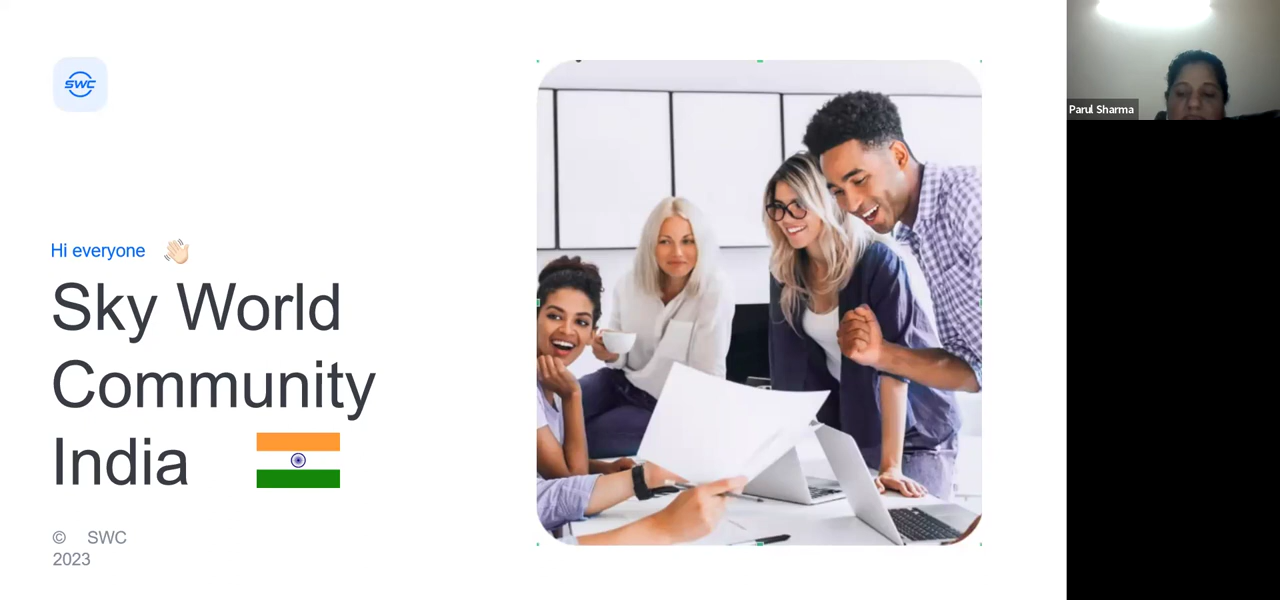 SWC
Hi everyone 👋🏻
Sky World
Community
India
© SWC
2023
Parul Sharma